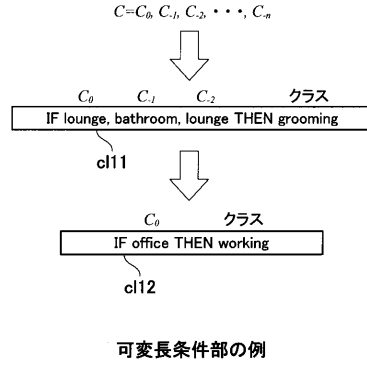 C=C₀, C₋₁, C₋₂, ･･･, C₋ₙ
C₀ C₋₁ C₋₂ クラス
IF lounge, bathroom, lounge THEN grooming
cl11
C₀ クラス
IF office THEN working
cl12
可変長条件部の例